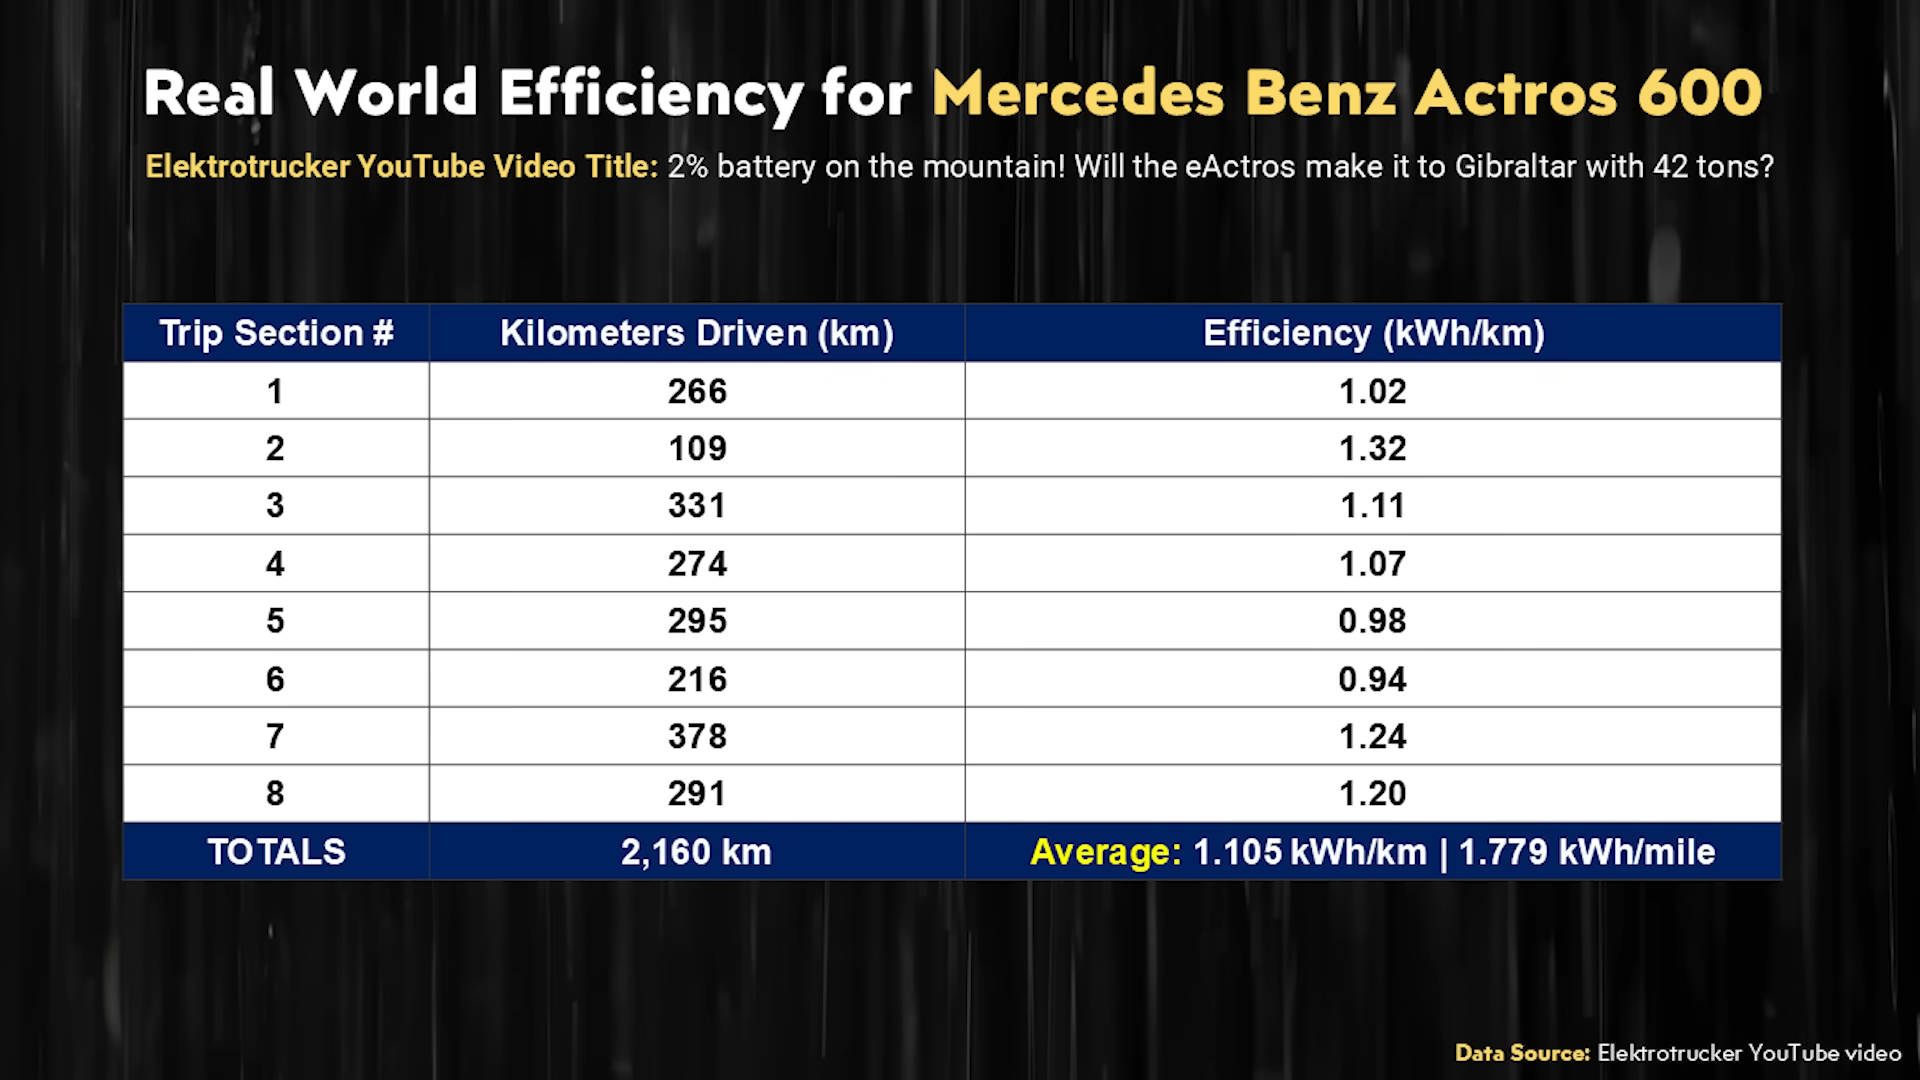 Real World Efficiency for Mercedes Benz Actros 600
Elektrotrucker YouTube Video Title: 2% battery on the mountain! Will the eActros make it to Gibraltar with 42 tons?
Trip Section # Kilometers Driven (km) Efficiency (kWh/km)
1 266 1.02
2 109 1.32
3 331 1.11
4 274 1.07
5 295 0.98
6 216 0.94
7 378 1.24
8 291 1.20
TOTALS 2,160 km Average: 1.105 kWh/km | 1.779 kWh/mile
Data Source: Elektrotrucker YouTube video